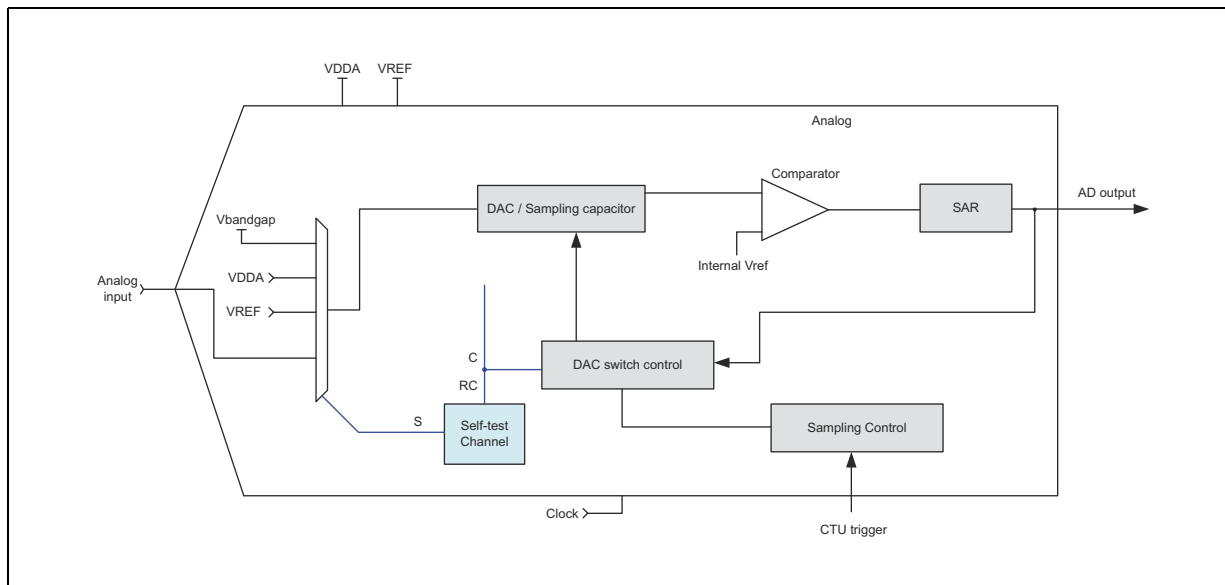 VDDA
VREF
Analog
Comparator
DAC / Sampling capacitor
SAR
AD output
Vbandgap
Internal Vref
Analog
input
VDDA
VREF
C
DAC switch control
RC
S
Self-test
Channel
Sampling Control
Clock
CTU trigger